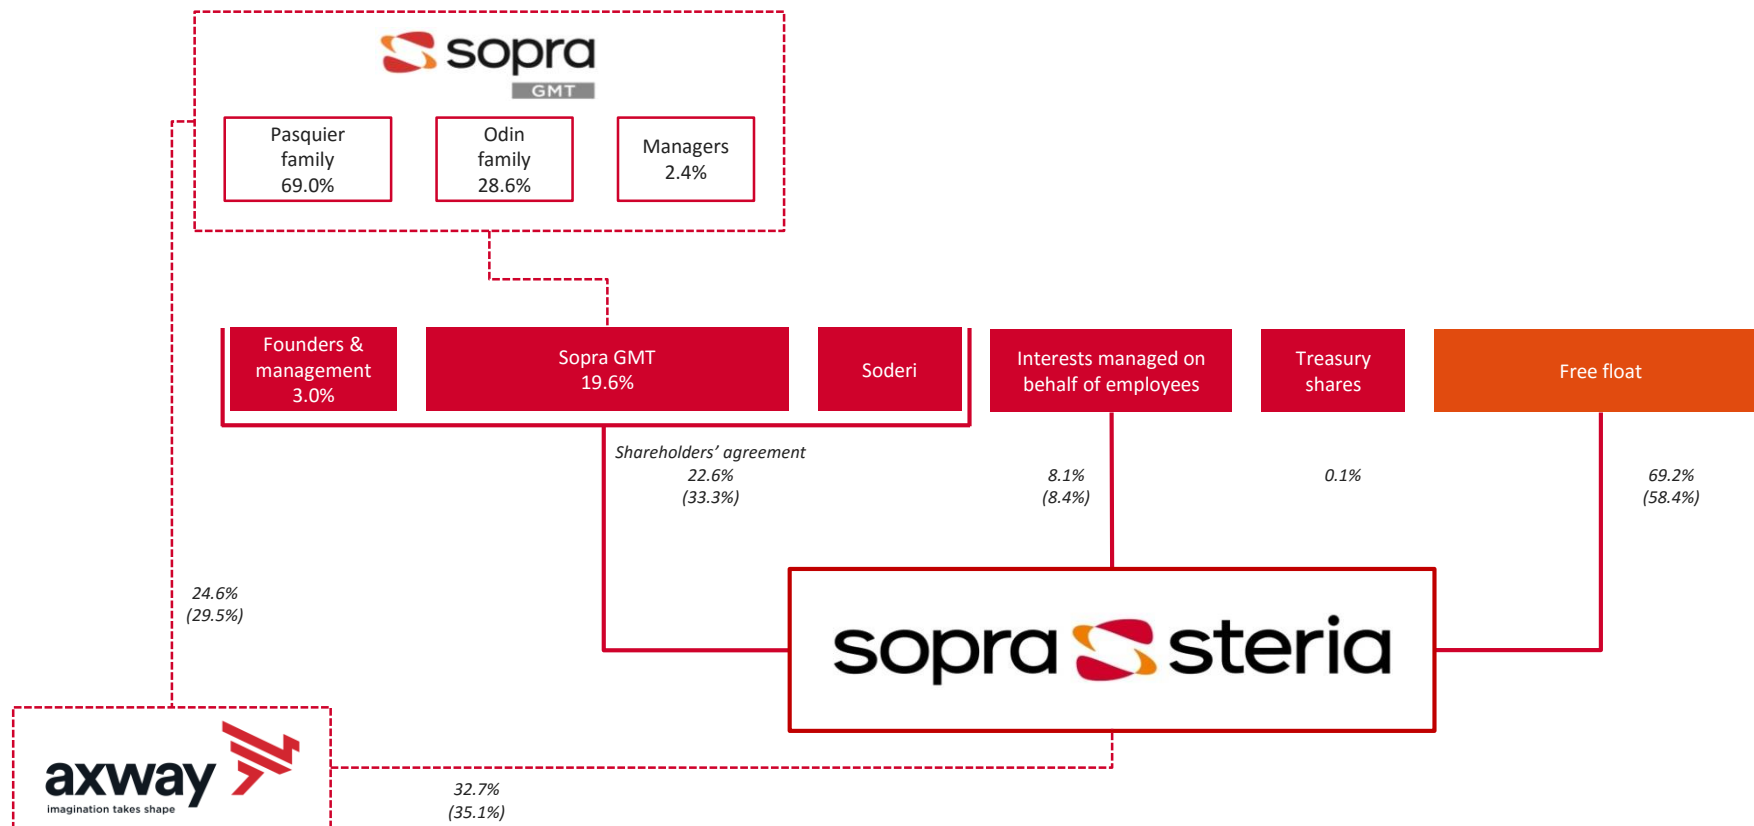 sopra
GMT
Pasquier
family
69.0%
Odin
family
28.6%
Managers
2.4%
Founders &
management
3.0%
Sopra GMT
19.6%
Soderi
Interests managed on
behalf of employees
Treasury
shares
Free float
Shareholders’ agreement
22.6%
(33.3%)
8.1%
(8.4%)
0.1%
69.2%
(58.4%)
24.6%
(29.5%)
sopra steria
axway
imagination takes shape
32.7%
(35.1%)